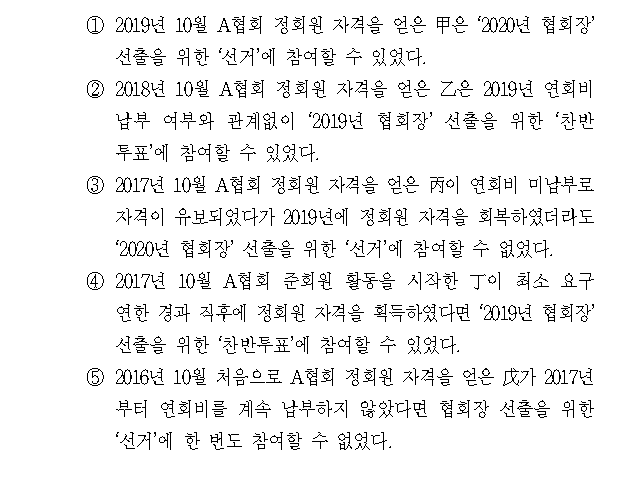 ① 2019년 10월 A협회 정회원 자격을 얻은 甲은 ‘2020년 협회장’
선출을 위한 ‘선거’에 참여할 수 있었다.
② 2018년 10월 A협회 정회원 자격을 얻은 乙은 2019년 연회비
납부 여부와 관계없이 ‘2019년 협회장’ 선출을 위한 ‘찬반
투표’에 참여할 수 있었다.
③ 2017년 10월 A협회 정회원 자격을 얻은 丙이 연회비 미납부로
자격이 유보되었다가 2019년에 정회원 자격을 회복하였더라도
‘2020년 협회장’ 선출을 위한 ‘선거’에 참여할 수 없었다.
④ 2017년 10월 A협회 준회원 활동을 시작한 丁이 최소 요구
연한 경과 직후에 정회원 자격을 획득하였다면 ‘2019년 협회장’
선출을 위한 ‘찬반투표’에 참여할 수 있었다.
⑤ 2016년 10월 처음으로 A협회 정회원 자격을 얻은 戊가 2017년
부터 연회비를 계속 납부하지 않았다면 협회장 선출을 위한
‘선거’에 한 번도 참여할 수 없었다.